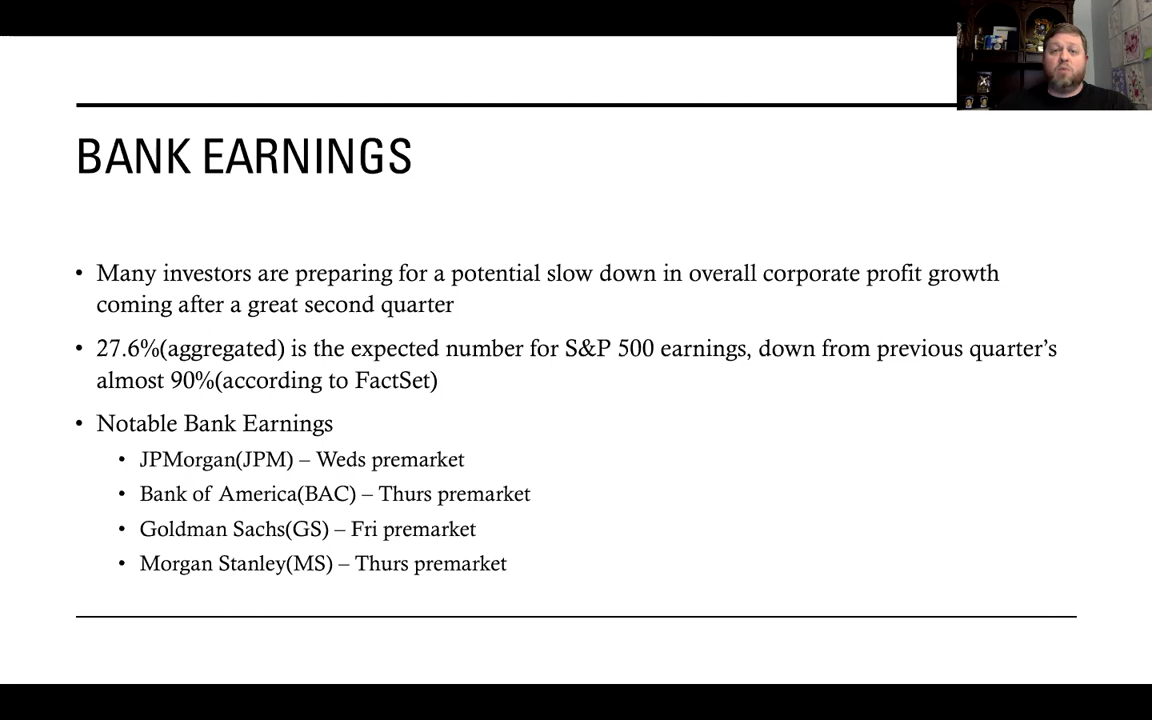 BANK EARNINGS
• Many investors are preparing for a potential slow down in overall corporate profit growth
coming after a great second quarter
• 27.6%(aggregated) is the expected number for S&P 500 earnings, down from previous quarter's
almost 90%(according to FactSet)
• Notable Bank Earnings
• JPMorgan(JPM) – Weds premarket
• Bank of America(BAC) – Thurs premarket
• Goldman Sachs(GS) – Fri premarket
• Morgan Stanley(MS) – Thurs premarket